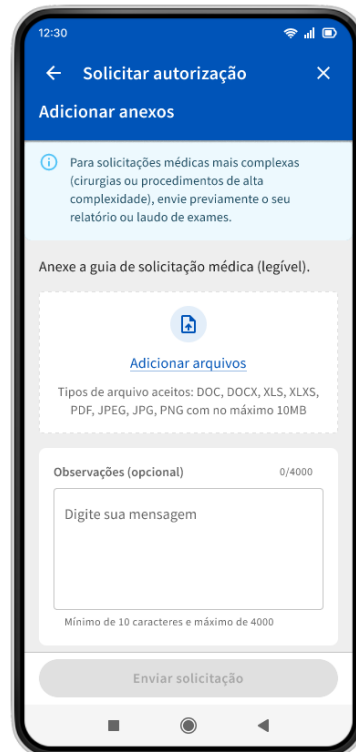 12:30
Solicitar autorização
Adicionar anexos
Para solicitações médicas mais complexas
(cirurgias ou procedimentos de alta
complexidade), envie previamente o seu
relatório ou laudo de exames.
Anexe a guia de solicitação médica (legível).
Adicionar arquivos
Tipos de arquivo aceitos: DOC, DOCX, XLS, XLXS,
PDF, JPEG, JPG, PNG com no máximo 10MB
Observações (opcional) 0/4000
Digite sua mensagem
Mínimo de 10 caracteres e máximo de 4000
Enviar solicitação